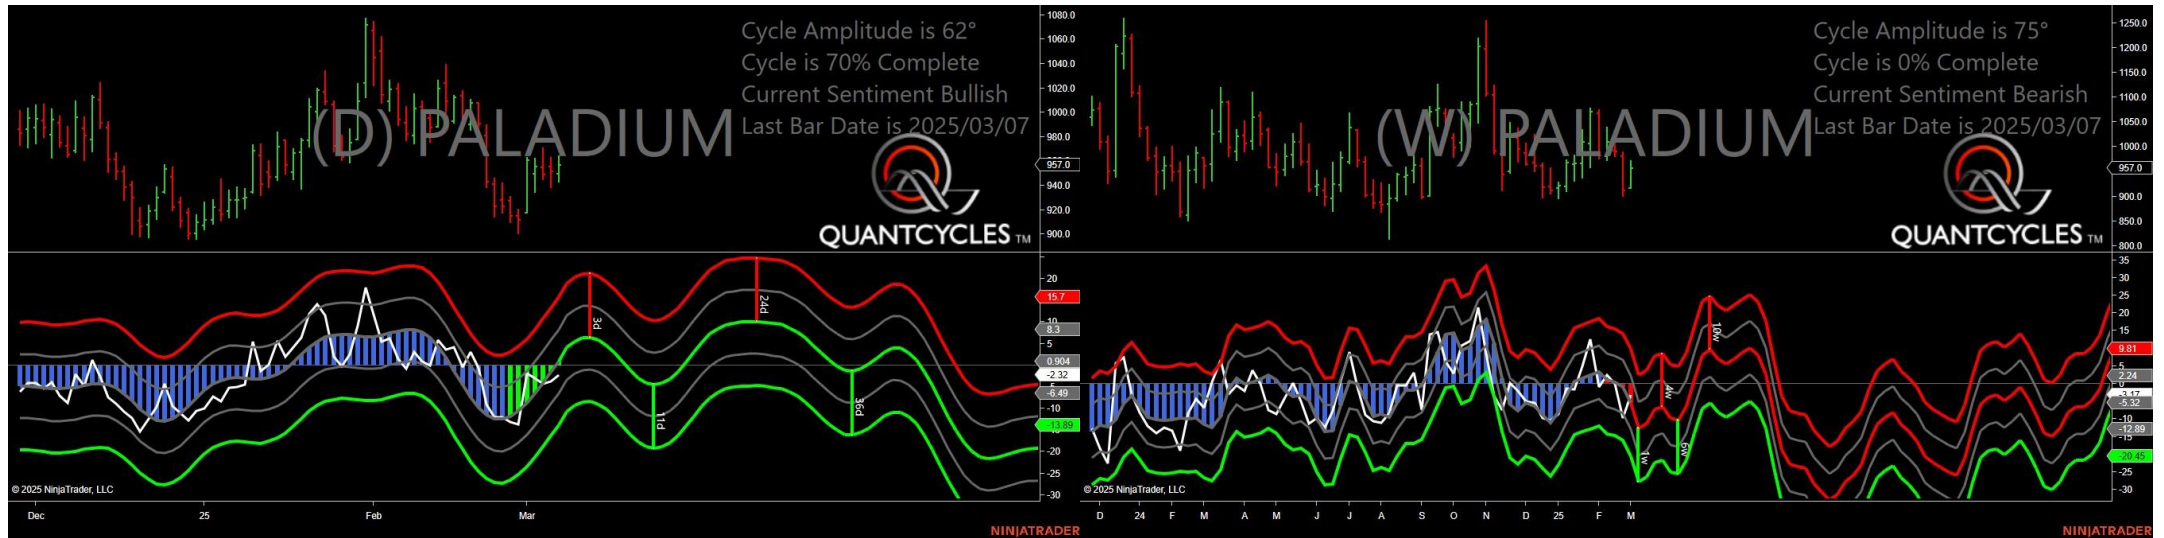 Cycle Amplitude is 62°
Cycle is 70% Complete
Current Sentiment Bullish
Last Bar Date is 2025/03/07
(D) PALADIUM
QUANTCYCLES TM
1080.0
1060.0
1040.0
1020.0
1000.0
980.0
957.0
940.0
920.0
900.0
20
15.7
10
8.3
5
0.904
-2.32
-6.49
-10
-13.89
-20
-25
-30
3d
11d
24d
36d
© 2025 NinjaTrader, LLC
Dec 25 Feb Mar
NINJATRADER
Cycle Amplitude is 75°
Cycle is 0% Complete
Current Sentiment Bearish
Last Bar Date is 2025/03/07
(W) PALADIUM
QUANTCYCLES TM
1250.0
1200.0
1150.0
1100.0
1050.0
1000.0
957.0
900.0
850.0
800.0
35
30
25
20
15
9.81
5
2.24
0
-3.17
-5.32
-10
-12.89
-15
-20.45
-25
-30
1w
4w
6w
10w
© 2025 NinjaTrader, LLC
D 24 F M A M J J A S O N D 25 F M
NINJATRADER